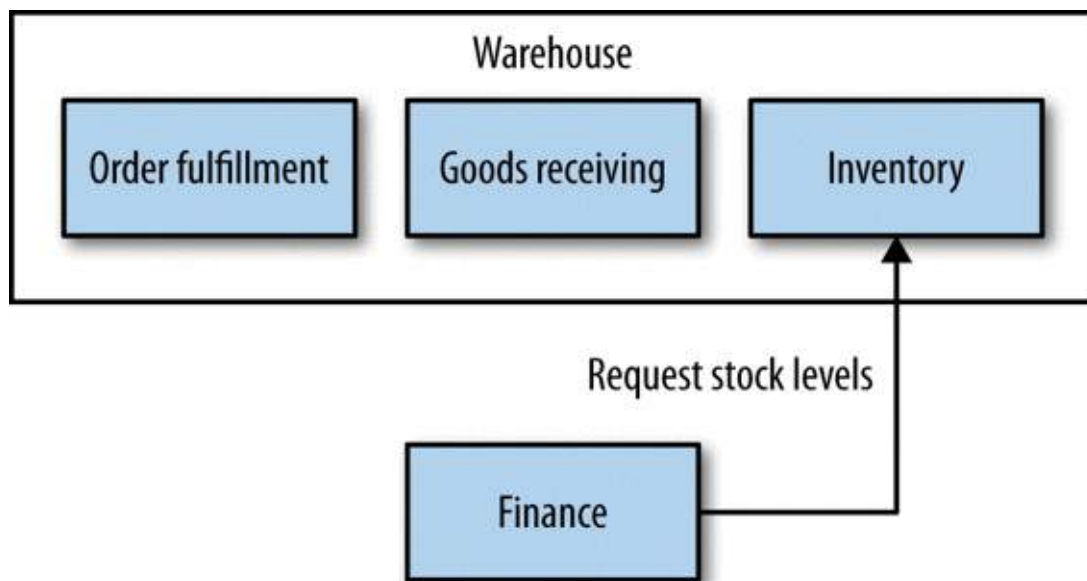 Warehouse
Order fulfillment
Goods receiving
Inventory
Request stock levels
Finance